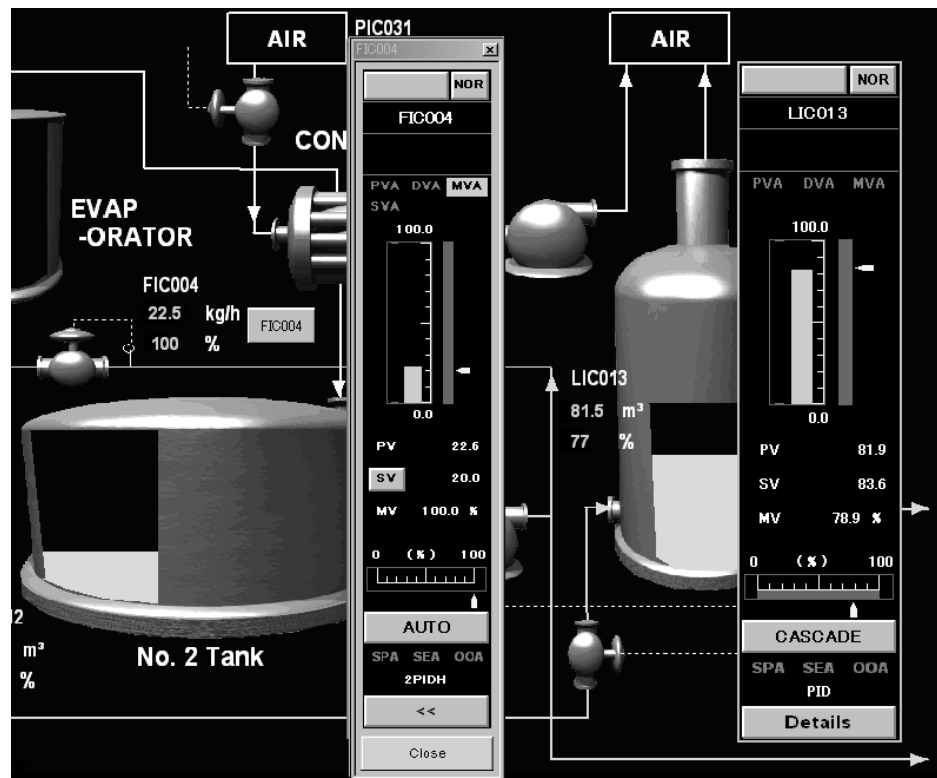 AIR
PIC031
AIR
CON
EVAP
-ORATOR
FIC004
22.5 kg/h
100 %
FIC004
FIC004
NOR
FIC004
PVA DVA MVA
SVA
100.0
0.0
PV 22.6
SV 20.0
MV 100.0 %
0 (%) 100
AUTO
SPA SEA OOA
2PIDH
<<
Close
LIC013
81.5 m³
77 %
NOR
LIC013
PVA DVA MVA
100.0
0.0
PV 81.9
SV 83.6
MV 78.9 %
0 (%) 100
CASCADE
SPA SEA OOA
PID
Details
m³
%
No. 2 Tank